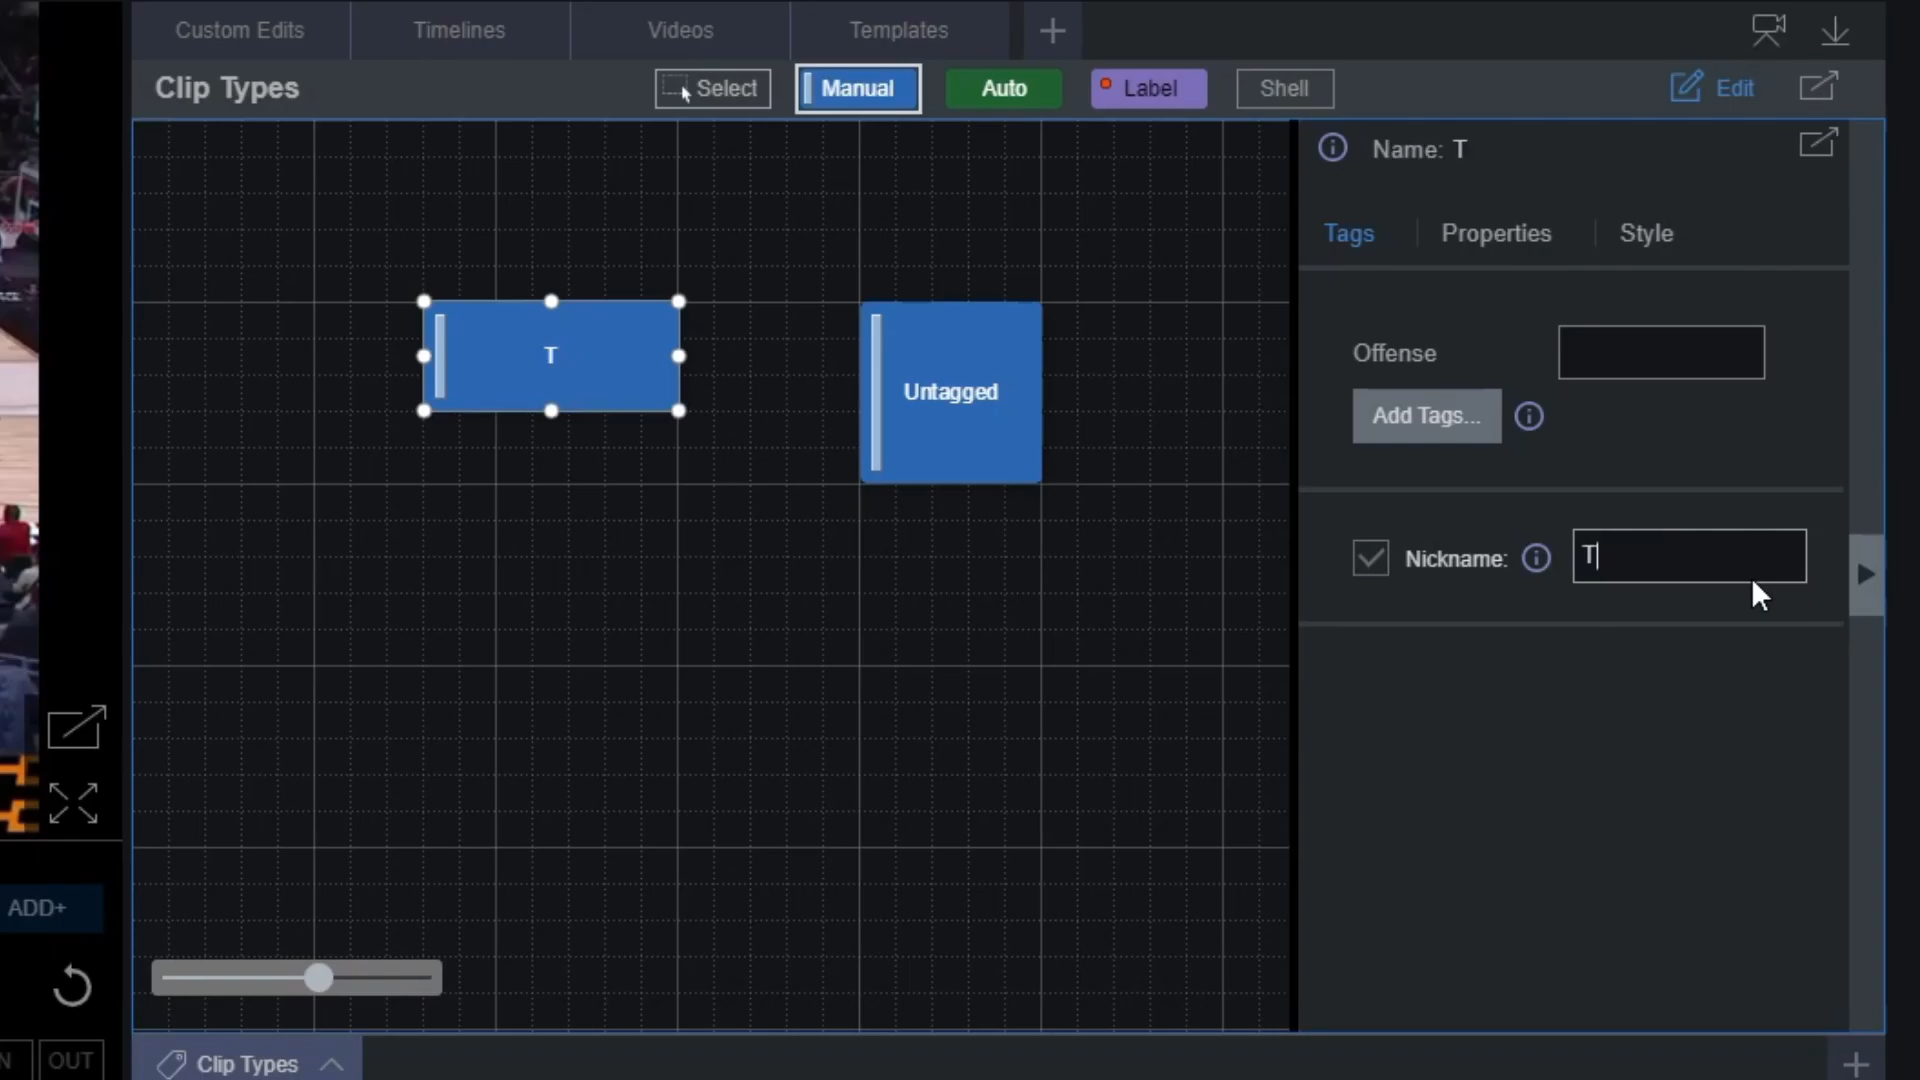 Custom Edits
Timelines
Videos
Templates
Clip Types
Select
Manual
Auto
Label
Shell
Edit
Name: T
Tags
Properties
Style
T
Untagged
Offense
Add Tags...
Nickname:
T
ADD+
N
OUT
Clip Types